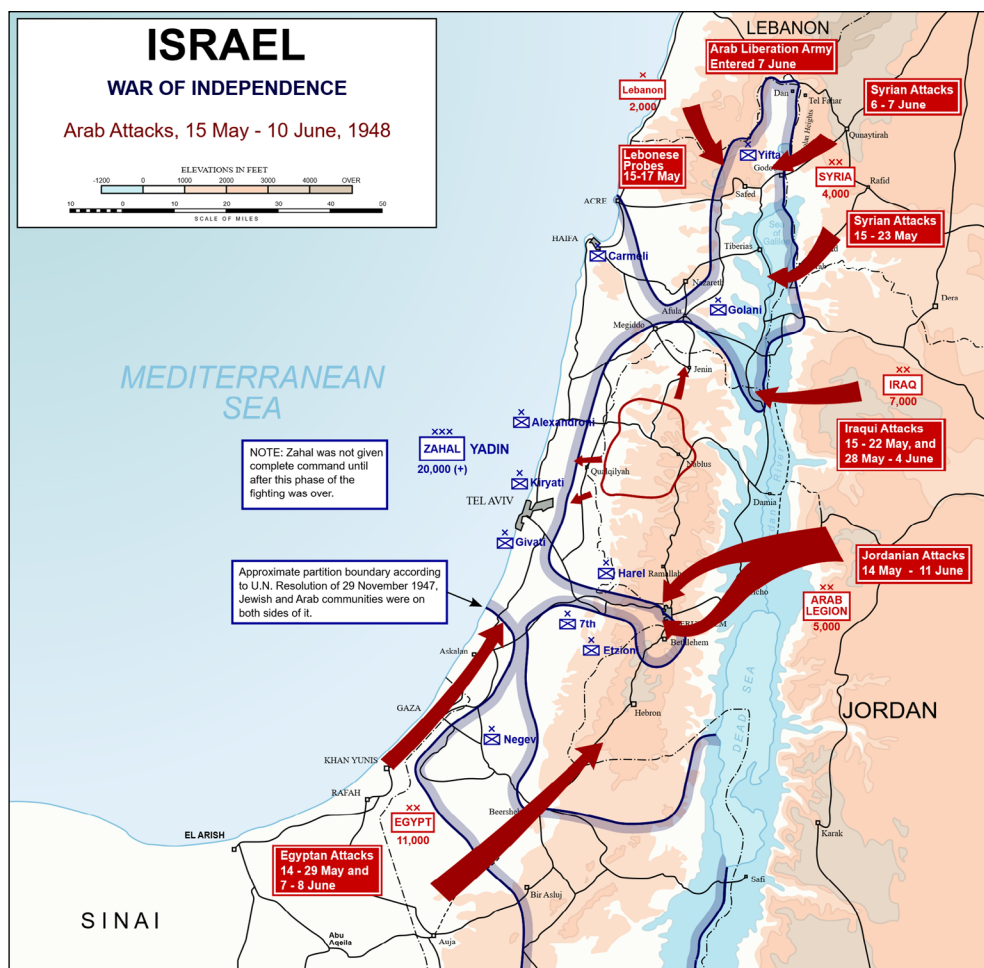 ISRAEL
WAR OF INDEPENDENCE
Arab Attacks, 15 May - 10 June, 1948
ELEVATIONS IN FEET
-1200 0 1000 2000 3000 4000 OVER
10 0 10 20 30 40 50
SCALE OF MILES
LEBANON
Arab Liberation Army
Entered 7 June
Lebanon
2,000
Dan
Tel Fahar
Syrian Attacks
6 - 7 June
Qunaytirah
Lebonese
Probes
15-17 May
Yifta
SYRIA
4,000
Rafid
Safed
ACRE
Syrian Attacks
15 - 23 May
HAIFA
Carmeli
Tiberias
Sea
of
Nazareth
Golani
Dera
Afula
Megiddo
Jenin
MEDITERRANEAN
SEA
IRAQ
7,000
Iraqi Attacks
15 - 22 May, and
28 May - 4 June
Alexandroni
ZAHAL
YADIN
20,000 (+)
NOTE: Zahal was not given
complete command until
after this phase of the
fighting was over.
Nablus
Qualqilyah
Kiryati
TEL AVIV
Damia
River
Givati
Jordanian Attacks
14 May - 11 June
Harel
Ramallah
Approximate partition boundary according
to U.N. Resolution of 29 November 1947,
Jewish and Arab communities were on
both sides of it.
ARAB
LEGION
5,000
7th
Etzion
Bethlehem
Askalan
GAZA
Hebron
DEAD SEA
JORDAN
Negev
KHAN YUNIS
RAFAH
EGYPT
11,000
EL ARISH
Karak
Egyptian Attacks
14 - 29 May and
7 - 8 June
Safi
Bir Asluj
SINAI
Abu
Aqeila
Auja